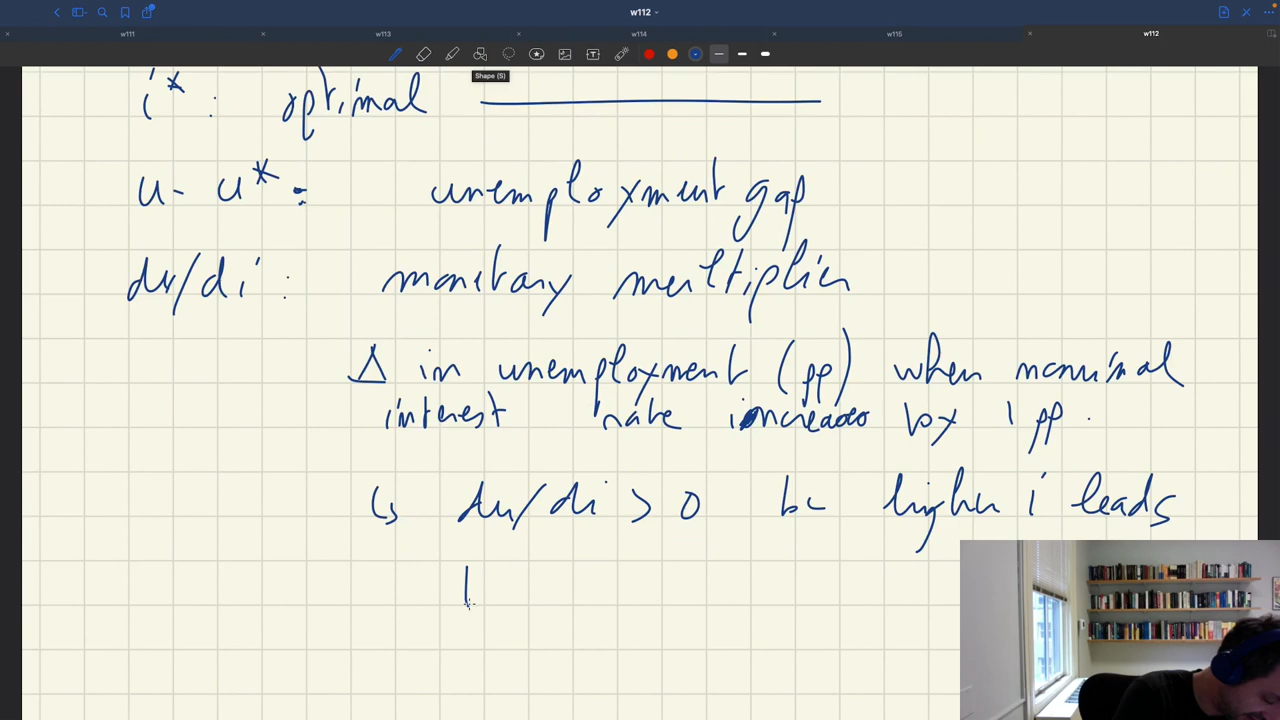 w112
w111
w113
w114
w115
w112
Shape (S)
i* : optimal
u - u* : unemployment gap
du/di : monetary multiplier
Δ in unemployment (pp) when nominal
interest rate increases by 1 pp.
↳ du/di > 0 bc higher i leads